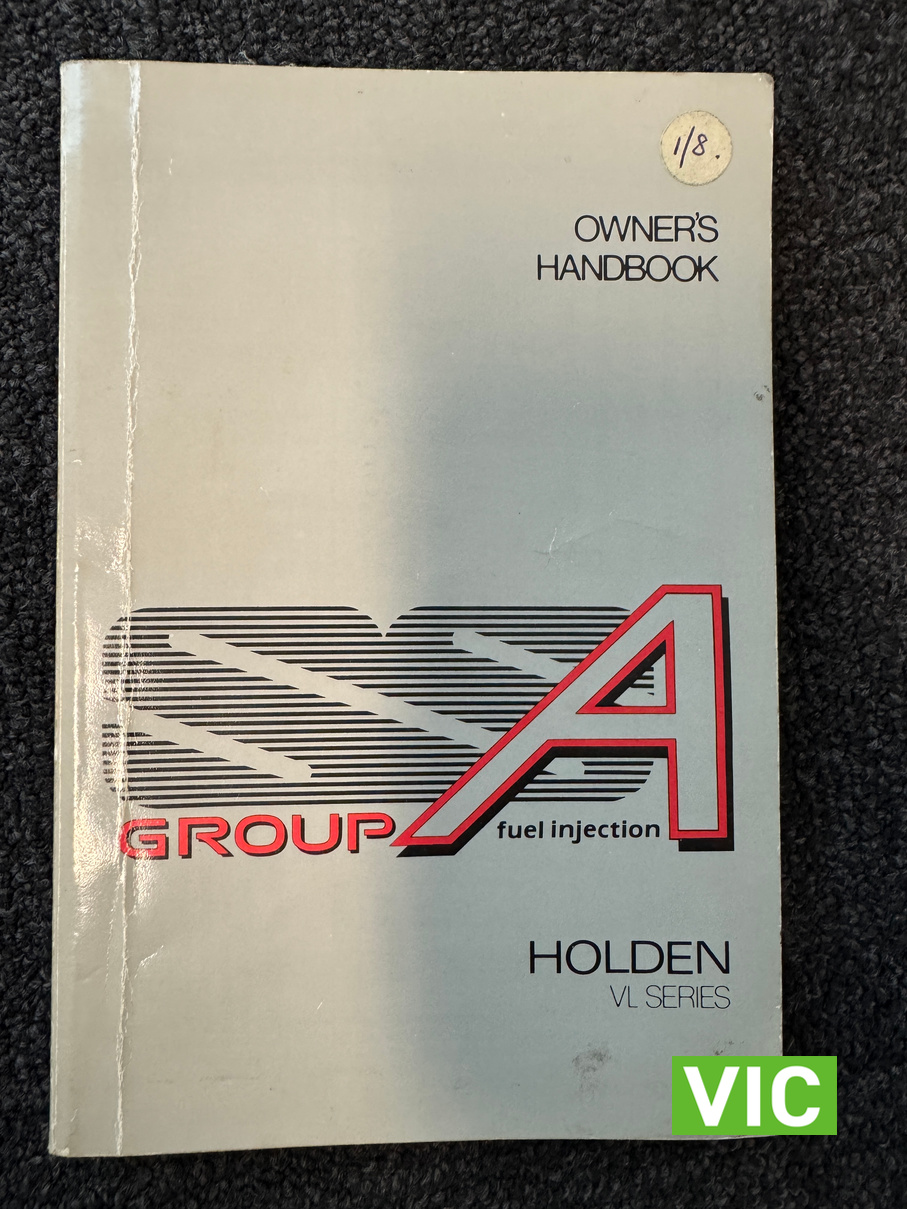 1/8.
OWNER'S
HANDBOOK
SS
GROUP A
fuel injection
HOLDEN
VL SERIES
VIC